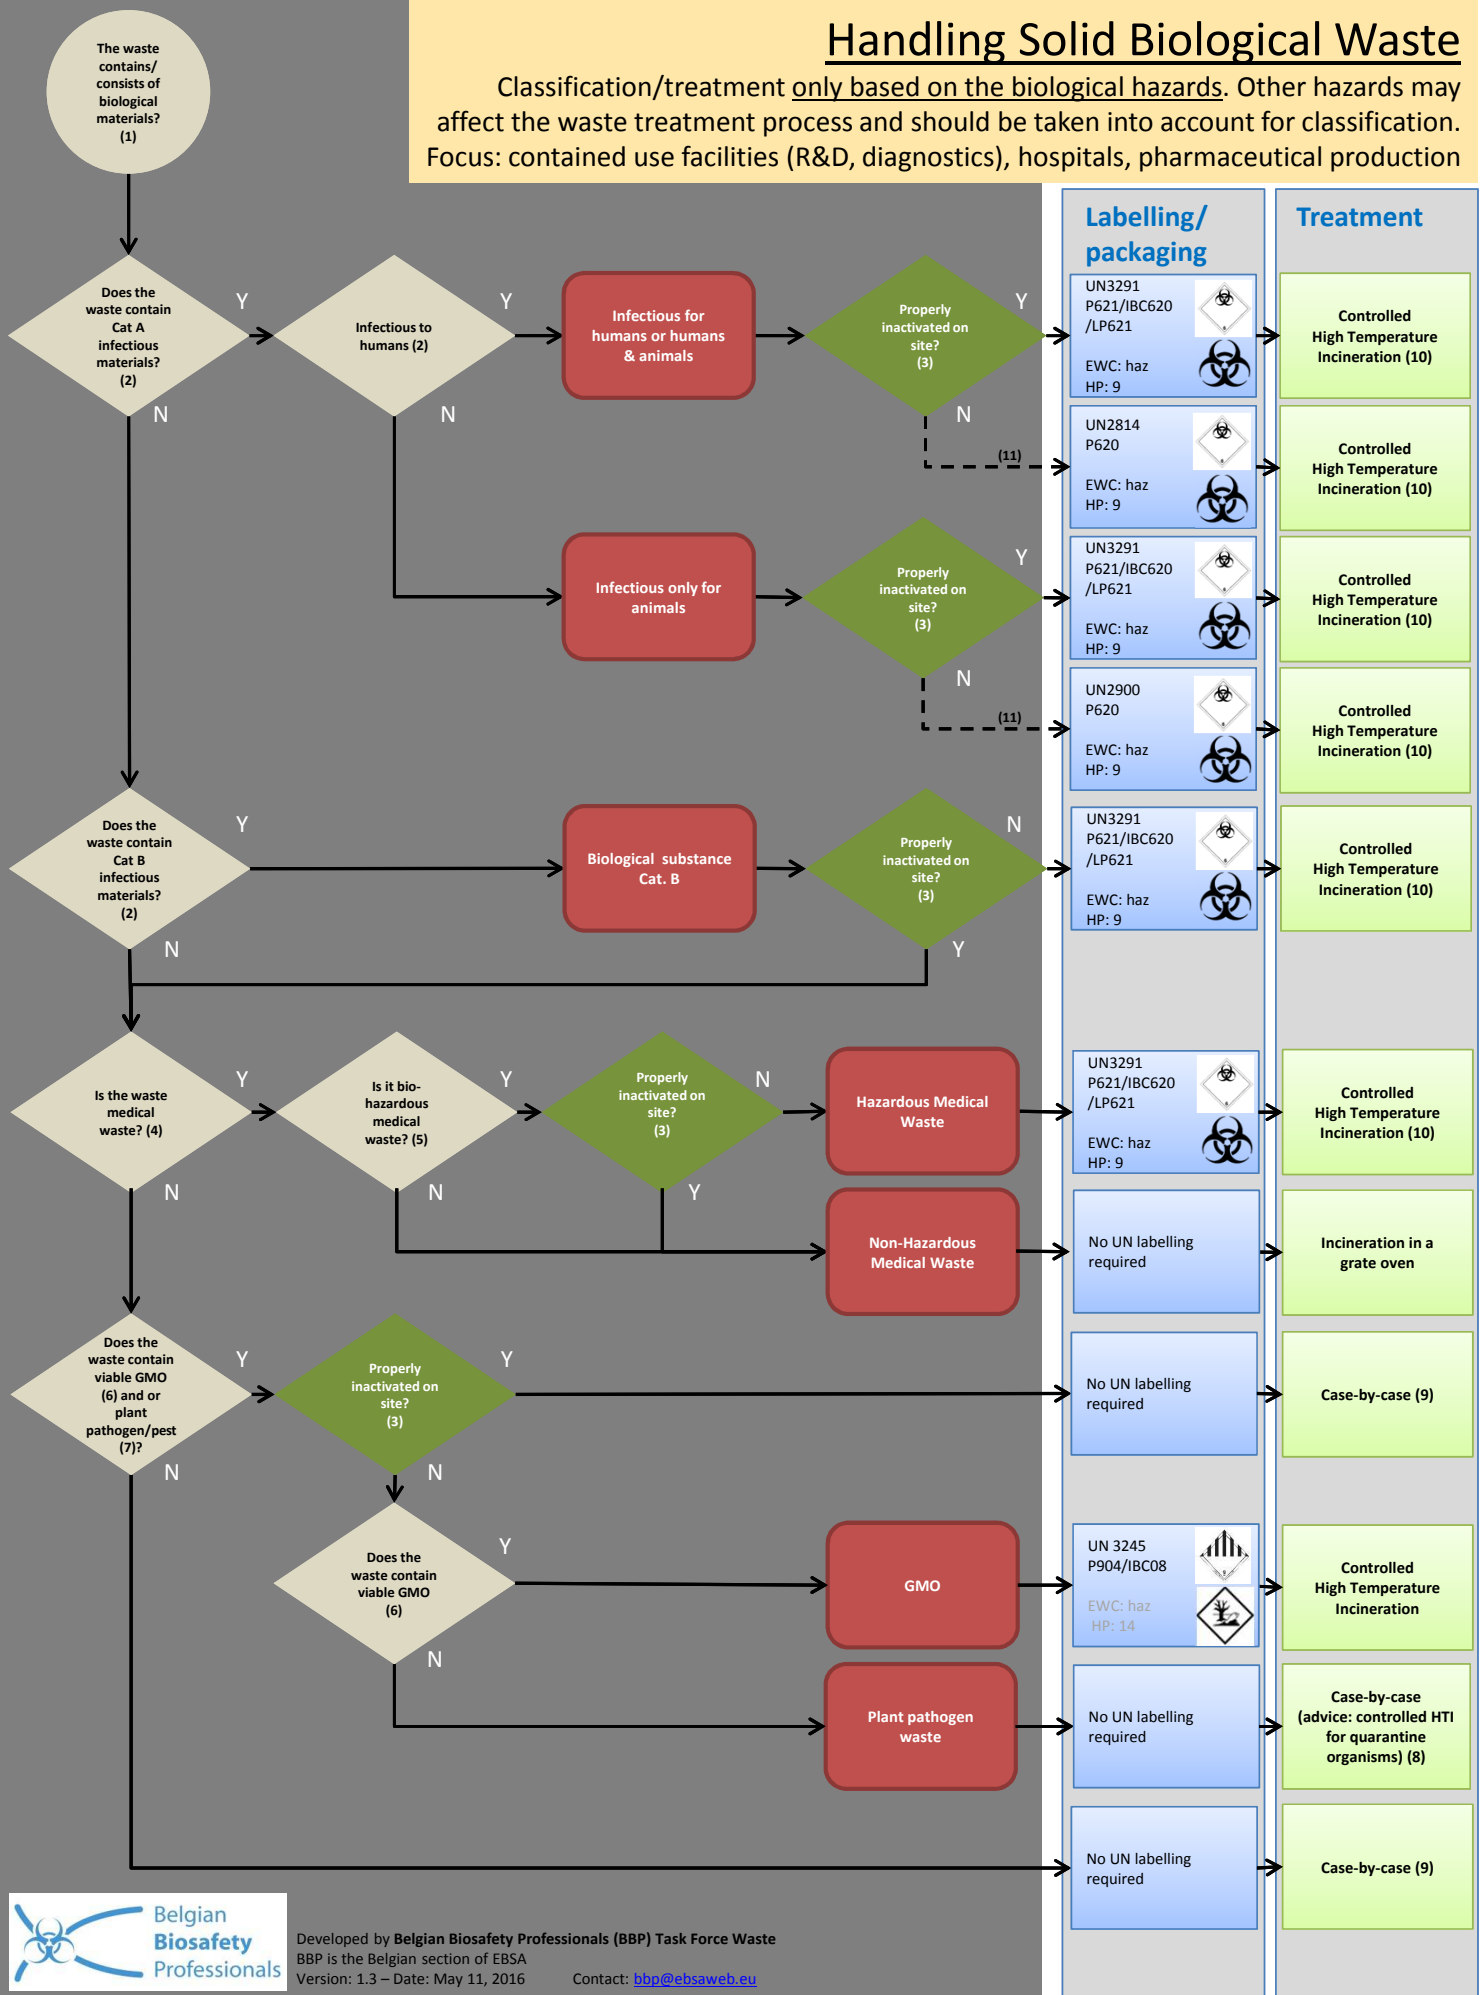 Handling Solid Biological Waste
Classification/treatment only based on the biological hazards. Other hazards may
affect the waste treatment process and should be taken into account for classification.
Focus: contained use facilities (R&D, diagnostics), hospitals, pharmaceutical production
The waste
contains/
consists of
biological
materials?
(1)
Labelling/
packaging
Treatment
Does the
waste contain
Cat A
infectious
materials?
(2)
Y
N
Infectious to
humans (2)
Y
N
Infectious for
humans or humans
& animals
Properly
inactivated on
site?
(3)
Y
N
(11)
UN3291
P621/IBC620
/LP621
EWC: haz
HP: 9
Controlled
High Temperature
Incineration (10)
UN2814
P620
EWC: haz
HP: 9
Controlled
High Temperature
Incineration (10)
Infectious only for
animals
Properly
inactivated on
site?
(3)
Y
N
(11)
UN3291
P621/IBC620
/LP621
EWC: haz
HP: 9
Controlled
High Temperature
Incineration (10)
UN2900
P620
EWC: haz
HP: 9
Controlled
High Temperature
Incineration (10)
Does the
waste contain
Cat B
infectious
materials?
(2)
Y
N
Biological substance
Cat. B
Properly
inactivated on
site?
(3)
N
Y
UN3291
P621/IBC620
/LP621
EWC: haz
HP: 9
Controlled
High Temperature
Incineration (10)
Is the waste
medical
waste? (4)
Y
N
Is it bio-
hazardous
medical
waste? (5)
Y
N
Properly
inactivated on
site?
(3)
N
Y
Hazardous Medical
Waste
UN3291
P621/IBC620
/LP621
EWC: haz
HP: 9
Controlled
High Temperature
Incineration (10)
Non-Hazardous
Medical Waste
No UN labelling
required
Incineration in a
grate oven
Does the
waste contain
viable GMO
(6) and or
plant
pathogen/pest
(7)?
Y
N
Properly
inactivated on
site?
(3)
Y
N
No UN labelling
required
Case-by-case (9)
Does the
waste contain
viable GMO
(6)
Y
N
GMO
UN 3245
P904/IBC08
EWC: haz
HP: 14
Controlled
High Temperature
Incineration
Plant pathogen
waste
No UN labelling
required
Case-by-case
(advice: controlled HTI
for quarantine
organisms) (8)
No UN labelling
required
Case-by-case (9)
Belgian
Biosafety
Professionals
Developed by Belgian Biosafety Professionals (BBP) Task Force Waste
BBP is the Belgian section of EBSA
Version: 1.3 – Date: May 11, 2016 Contact: bbp@ebsaweb.eu